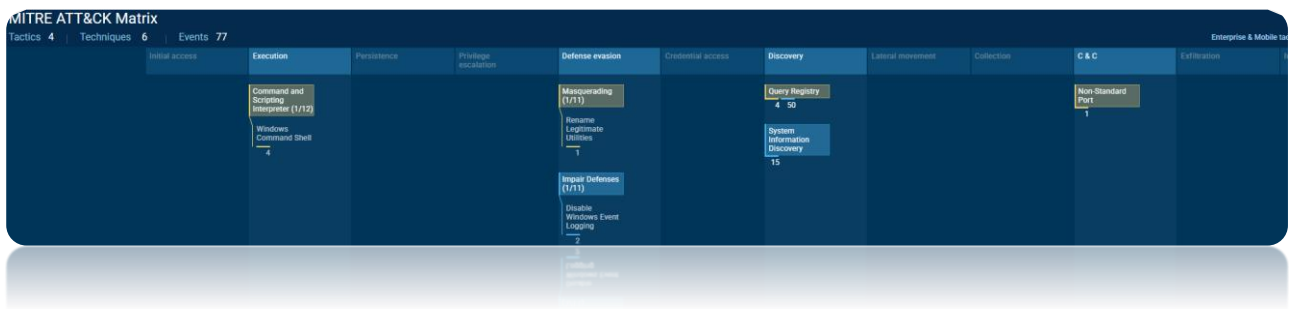 MITRE ATT&CK Matrix
Tactics 4 | Techniques 6 | Events 77
Enterprise & Mobile tac
Initial access
Execution
Persistence
Privilege
escalation
Defense evasion
Credential access
Discovery
Lateral movement
Collection
C & C
Exfiltration
Command and
Scripting
Interpreter (1/12)
Windows
Command Shell
4
Masquerading
(1/11)
Rename
Legitimate
Utilities
1
Impair Defenses
(1/11)
Disable
Windows Event
Logging
2
Query Registry
4 50
System
Information
Discovery
15
Non-Standard
Port
1